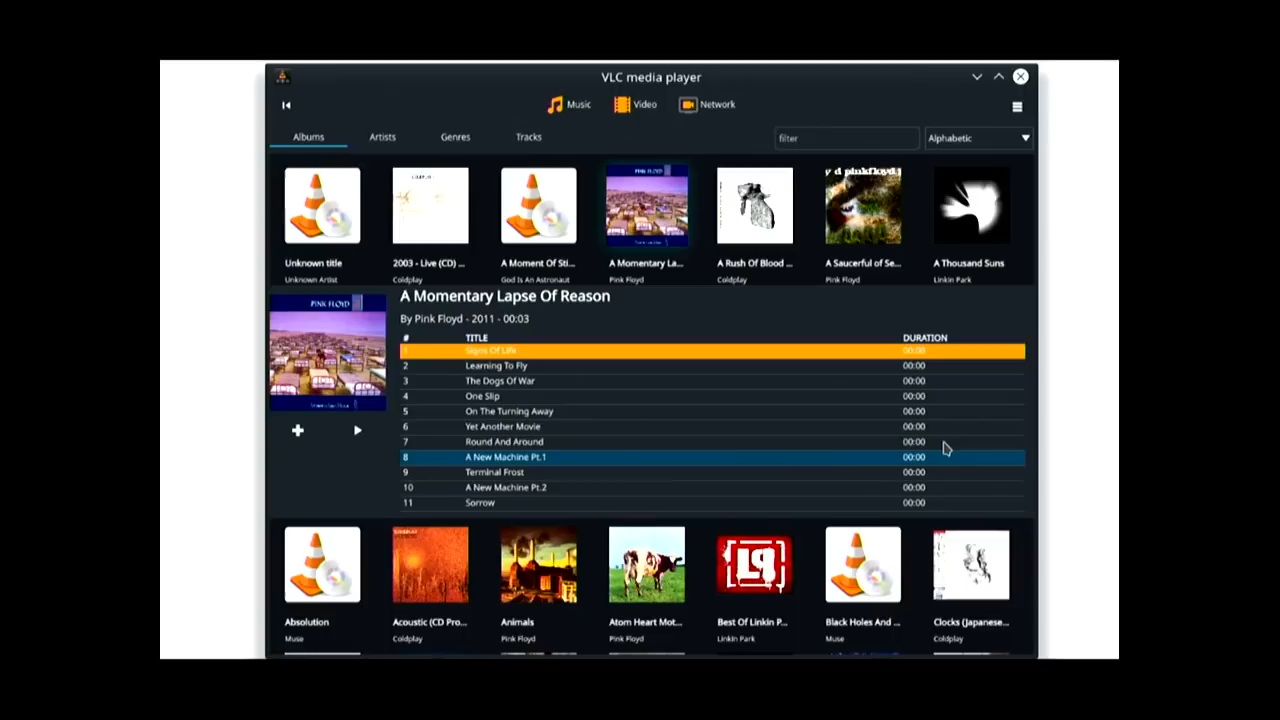 VLC media player
Music Video Network
Albums Artists Genres Tracks filter Alphabetic
y d pinkfloyd
PINK FLOYD
Unknown title 2003 - Live (CD) ... A Moment Of Sti... A Momentary La... A Rush Of Blood ... A Saucerful of Se... A Thousand Suns
Unknown Artist Coldplay God Is An Astronaut Pink Floyd Coldplay Pink Floyd Linkin Park
PINK FLOYD
A Momentary Lapse Of Reason
By Pink Floyd - 2011 - 00:03
# TITLE DURATION
1 Signs Of Life 00:00
2 Learning To Fly 00:00
3 The Dogs Of War 00:00
4 One Slip 00:00
5 On The Turning Away 00:00
6 Yet Another Movie 00:00
7 Round And Around 00:00
8 A New Machine Pt.1 00:00
9 Terminal Frost 00:00
10 A New Machine Pt.2 00:00
11 Sorrow
Absolution Acoustic (CD Pro... Animals Atom Heart Mot... Best Of Linkin P... Black Holes And ... Clocks (Japanese...
Muse Coldplay Pink Floyd Pink Floyd Linkin Park Muse Coldplay